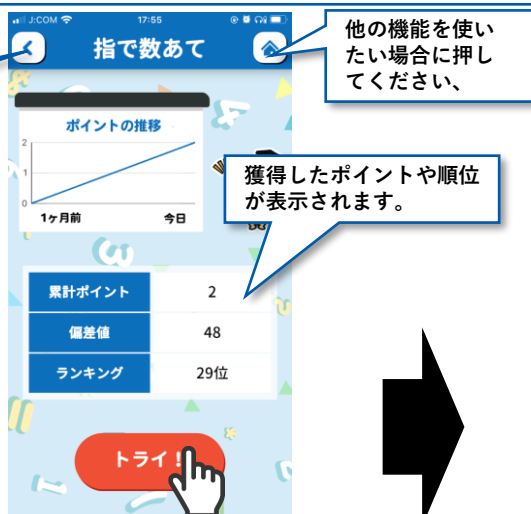 J:COM
17:55
指で数あて
他の機能を使い
たい場合に押し
てください、
ポイントの推移
2
1
0
1ヶ月前
今日
獲得したポイントや順位
が表示されます。
累計ポイント 2
偏差値 48
ランキング 29位
トライ！